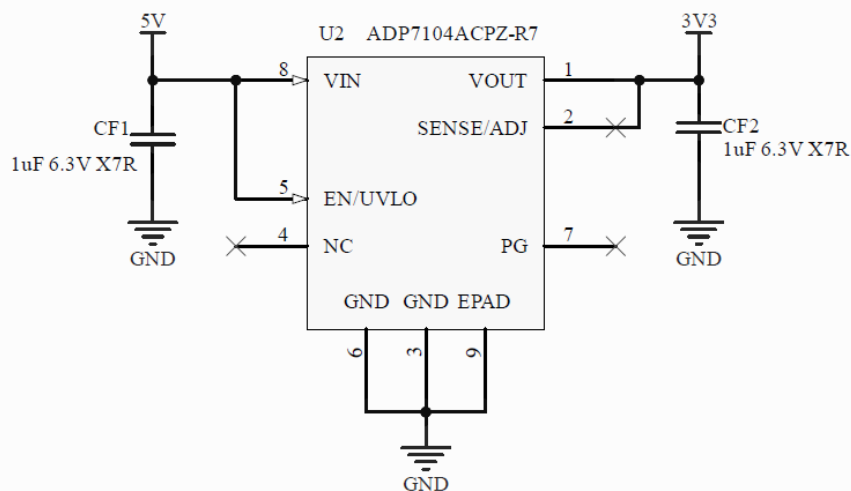 5V
U2 ADP7104ACPZ-R7
3V3
8
VIN
VOUT
1
CF1
1uF 6.3V X7R
SENSE/ADJ
2
CF2
1uF 6.3V X7R
5
EN/UVLO
4
NC
PG
7
GND
GND
GND
GND
EPAD
6
3
9
GND